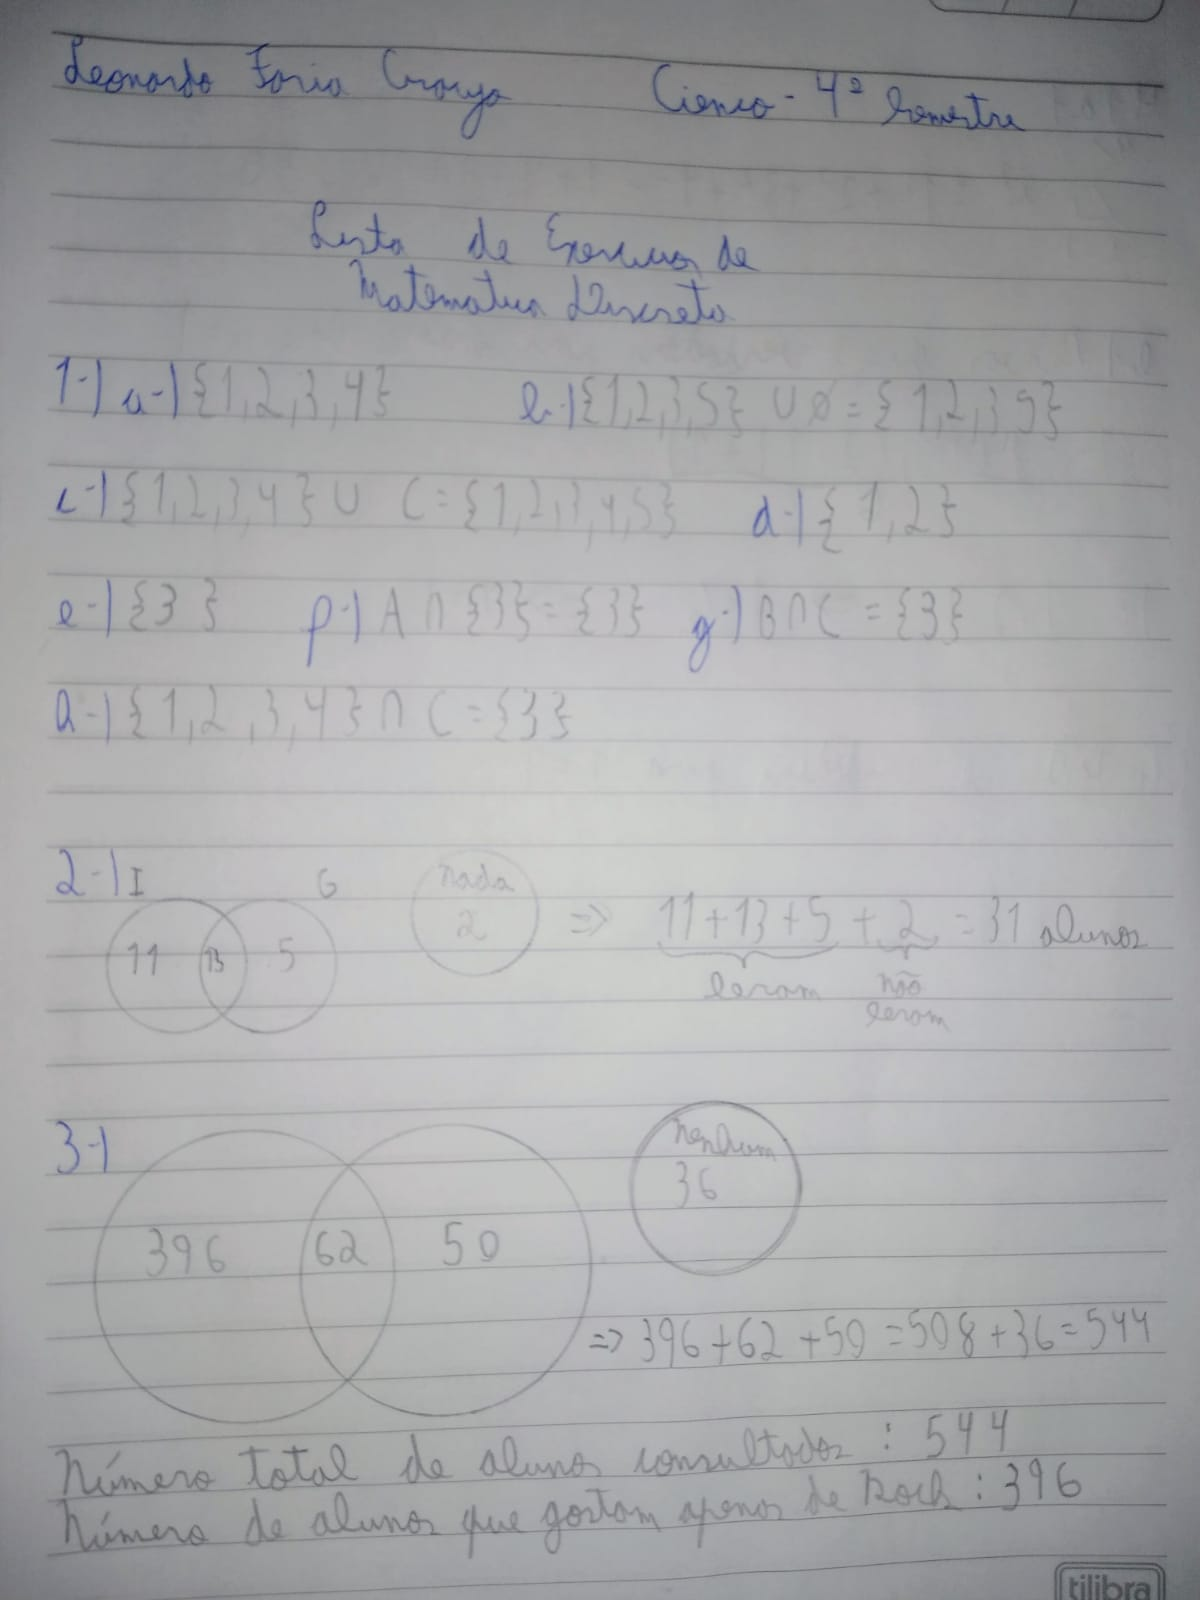 Leonardo Faria Ciencia - 4º Semestre
Lista de Exercicios de
Matematica Discreta
1-) a-) {1,2,3,4} b-) {1,2,3,5} ∪ ∅ = {1,2,3,5}
c-) {1,2,3,4} ∪ C = {1,2,3,4,5} d-) {1,2}
e-) {3} f-) A ∩ {3} = {3} g-) B ∩ C = {3}
h-) {1,2,3,4} ∩ C = {3}
2-) I G nada
11 13 5 2 => 11+13+5+2 = 31 alunos
leram não
leram
3-) nenhum
36
396 62 50
=> 396+62+50=508+36=544
Número total de alunos consultados: 544
Número de alunos que gostam apenas de Rock: 396
tilibra